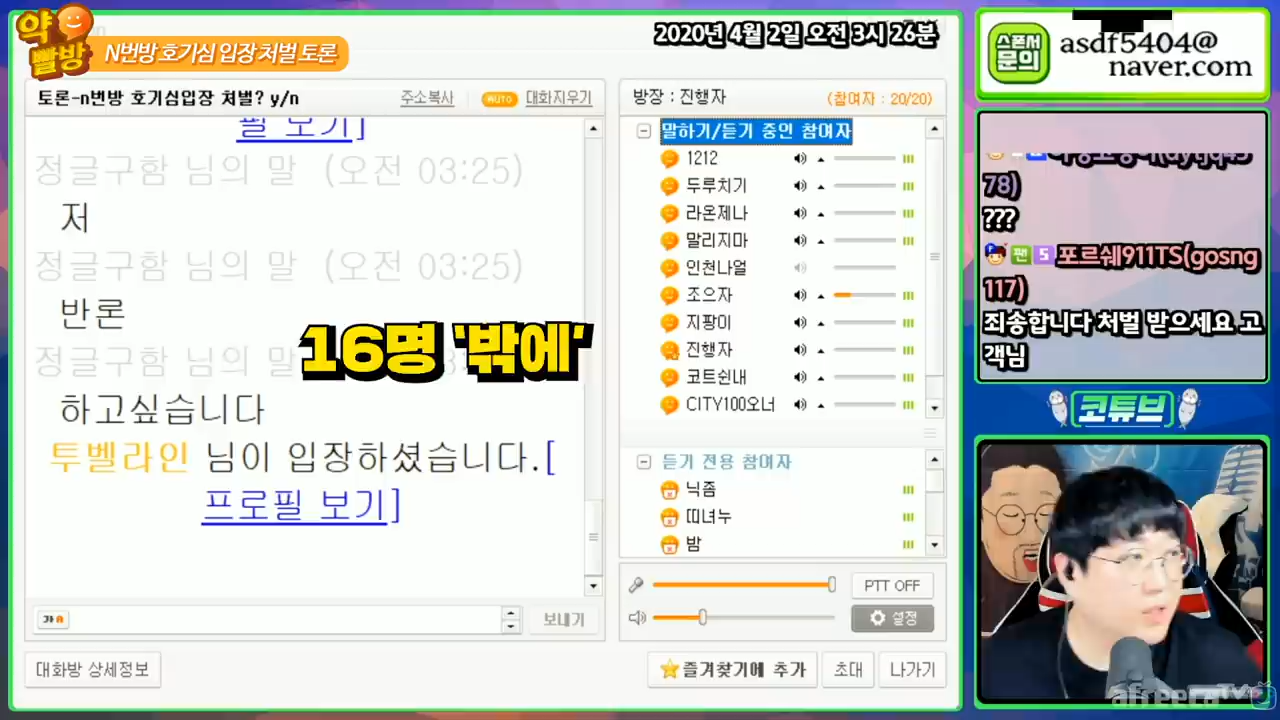 약빨방
N번방 호기심 입장 처벌 토론
2020년 4월 2일 오전 3시 26분
토론-n번방 호기심입장 처벌? y/n
주소복사
AUTO
대화지우기
필 보기]
정글구함 님의 말 (오전 03:25)
저
정글구함 님의 말 (오전 03:25)
반론
정글구함 님의 말
하고싶습니다
투벨라인 님이 입장하셨습니다.[
프로필 보기]
16명 '밖에'
가
보내기
대화방 상세정보
방장 : 진행자
(참여자 : 20/20)
말하기/듣기 중인 참여자
1212
두루치기
라온제나
말리지마
인천나얼
조으자
지팡이
진행자
코트쉰내
CITY100오너
듣기 전용 참여자
닉좀
띠녀누
밤
PTT OFF
설정
즐겨찾기에 추가
초대
나가기
스폰서
문의
asdf5404@
naver.com
78)
???
팬 5 포르쉐911TS(gosng
117)
죄송합니다 처벌 받으세요 고
객님
코튜브
afreecaTV